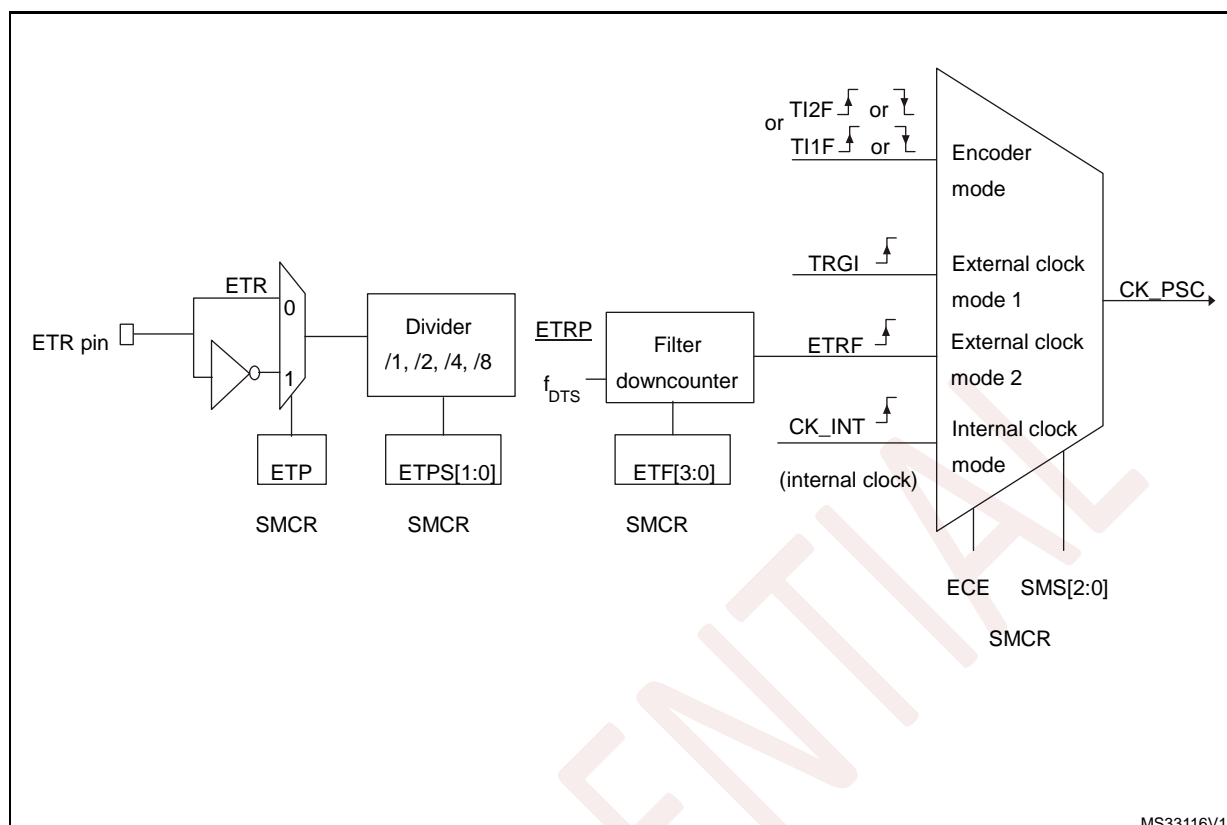 or TI2F or
TI1F or
Encoder
mode
TRGI
External clock
mode 1
CK_PSC
ETR
0
1
ETR pin
Divider
/1, /2, /4, /8
ETRP
f DTS
Filter
downcounter
ETRF
External clock
mode 2
CK_INT
(internal clock)
Internal clock
mode
ETP
ETPS[1:0]
ETF[3:0]
SMCR
SMCR
SMCR
ECE SMS[2:0]
SMCR
ENTIAL
MS33116V1